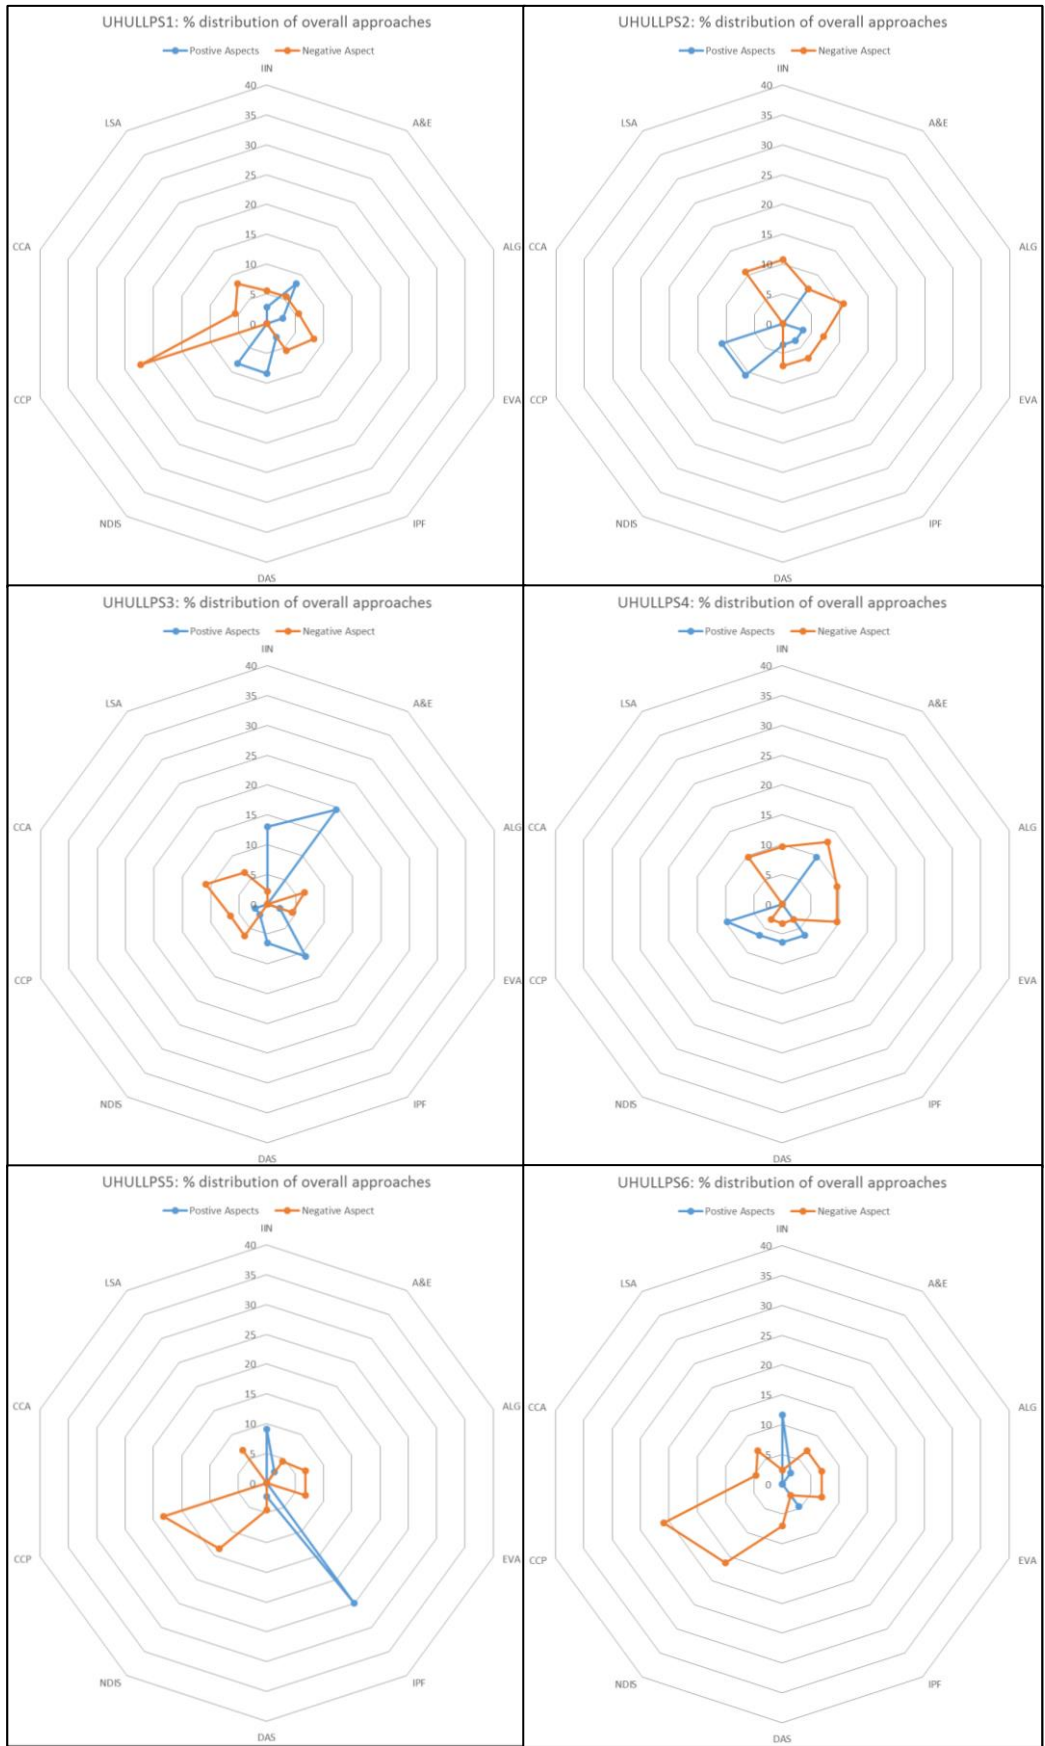 UHULLPS1: % distribution of overall approaches
Postive Aspects Negative Aspect
IIN
40
LSA A&E
35
30
25
20
15
CCA ALG
10
5
0
CCP EVA
NDIS IPF
DAS
UHULLPS2: % distribution of overall approaches
Postive Aspects Negative Aspect
IIN
40
LSA A&E
35
30
25
20
15
CCA ALG
10
5
0
CCP EVA
NDIS IPF
DAS
UHULLPS3: % distribution of overall approaches
Postive Aspects Negative Aspect
IIN
40
LSA A&E
35
30
25
20
15
CCA ALG
10
5
0
CCP EVA
NDIS IPF
DAS
UHULLPS4: % distribution of overall approaches
Postive Aspects Negative Aspect
IIN
40
LSA A&E
35
30
25
20
15
CCA ALG
10
5
0
CCP EVA
NDIS IPF
DAS
UHULLPS5: % distribution of overall approaches
Postive Aspects Negative Aspect
IIN
40
LSA A&E
35
30
25
20
15
CCA ALG
10
5
0
CCP EVA
NDIS IPF
DAS
UHULLPS6: % distribution of overall approaches
Postive Aspects Negative Aspect
IIN
40
LSA A&E
35
30
25
20
15
CCA ALG
10
5
0
CCP EVA
NDIS IPF
DAS